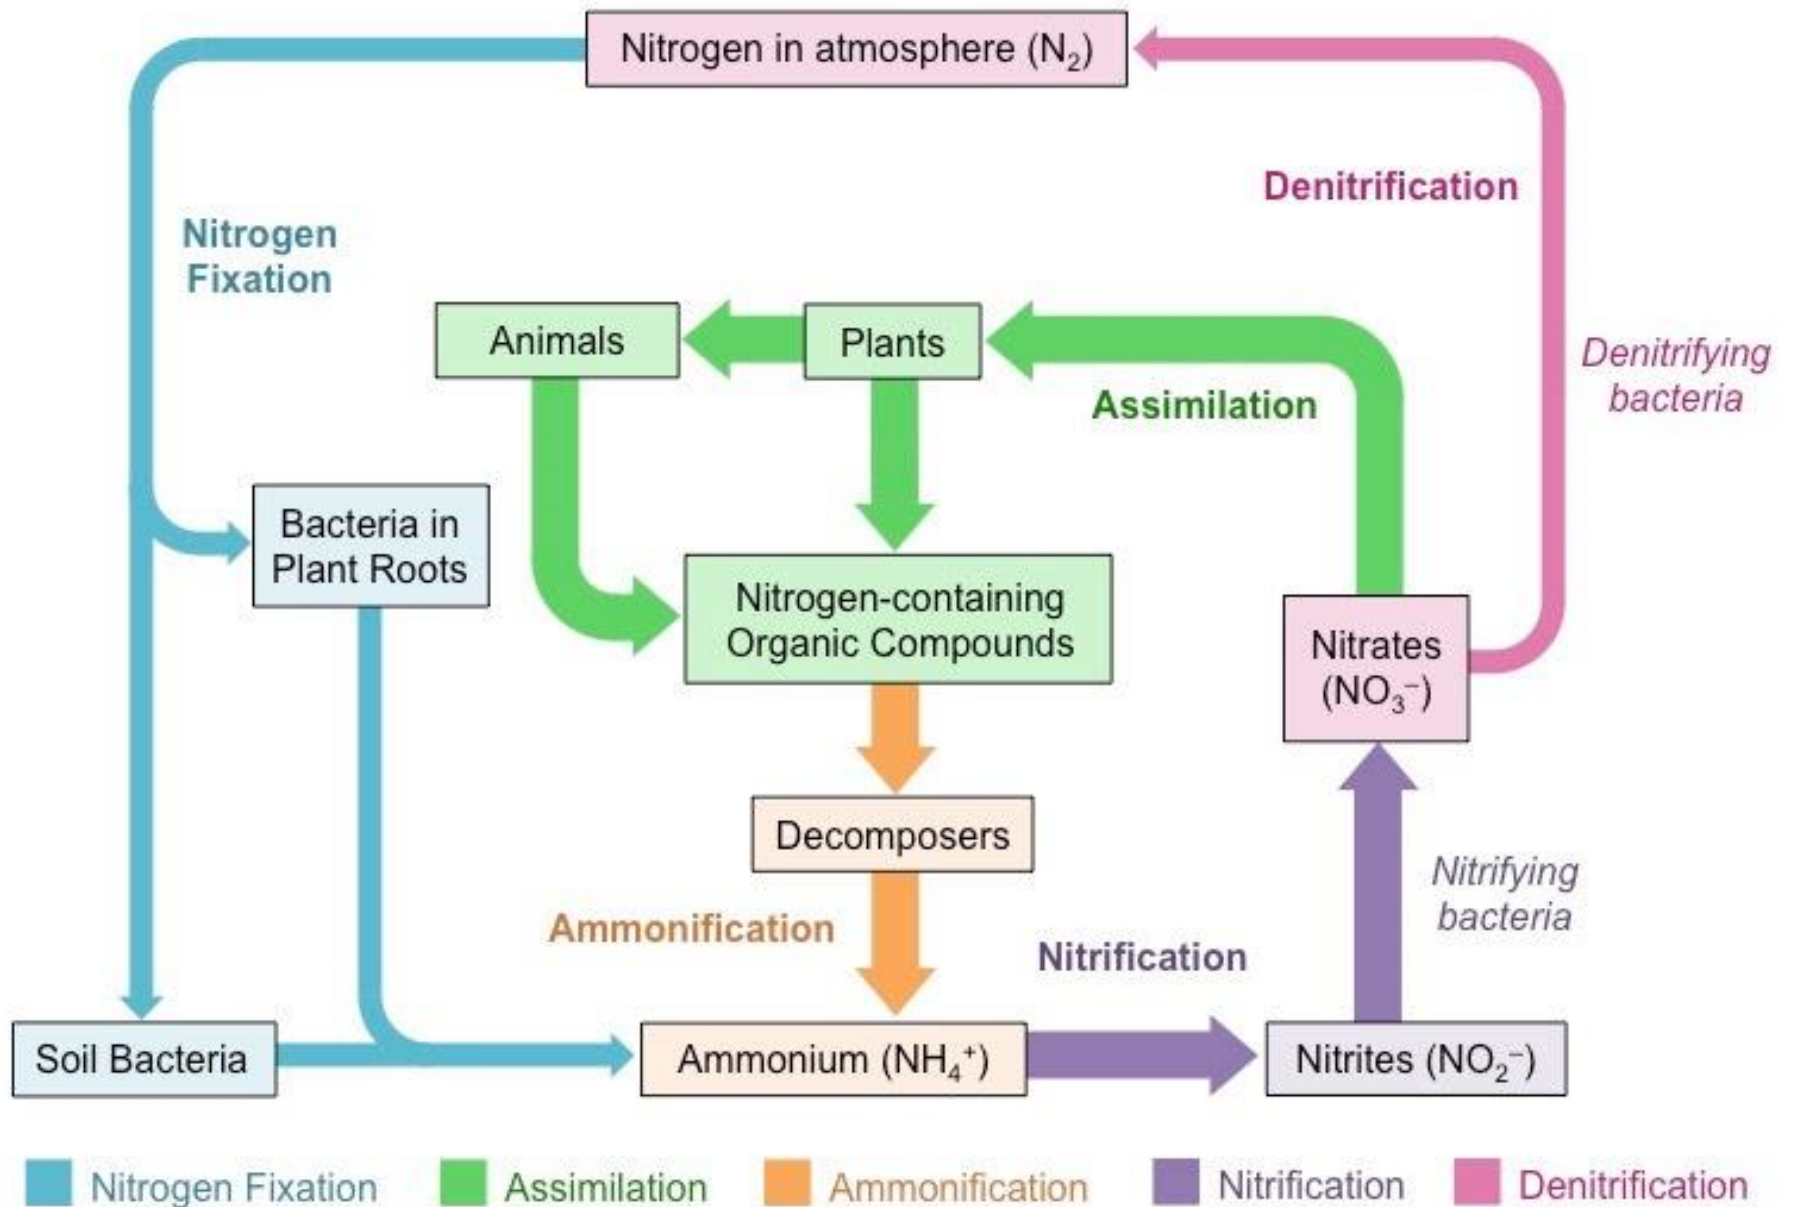 Nitrogen in atmosphere (N₂)
Denitrification
Nitrogen
Fixation
Animals
Plants
Denitrifying
bacteria
Assimilation
Bacteria in
Plant Roots
Nitrogen-containing
Organic Compounds
Nitrates
(NO₃⁻)
Decomposers
Nitrifying
bacteria
Ammonification
Nitrification
Soil Bacteria
Ammonium (NH₄⁺)
Nitrites (NO₂⁻)
Nitrogen Fixation
Assimilation
Ammonification
Nitrification
Denitrification